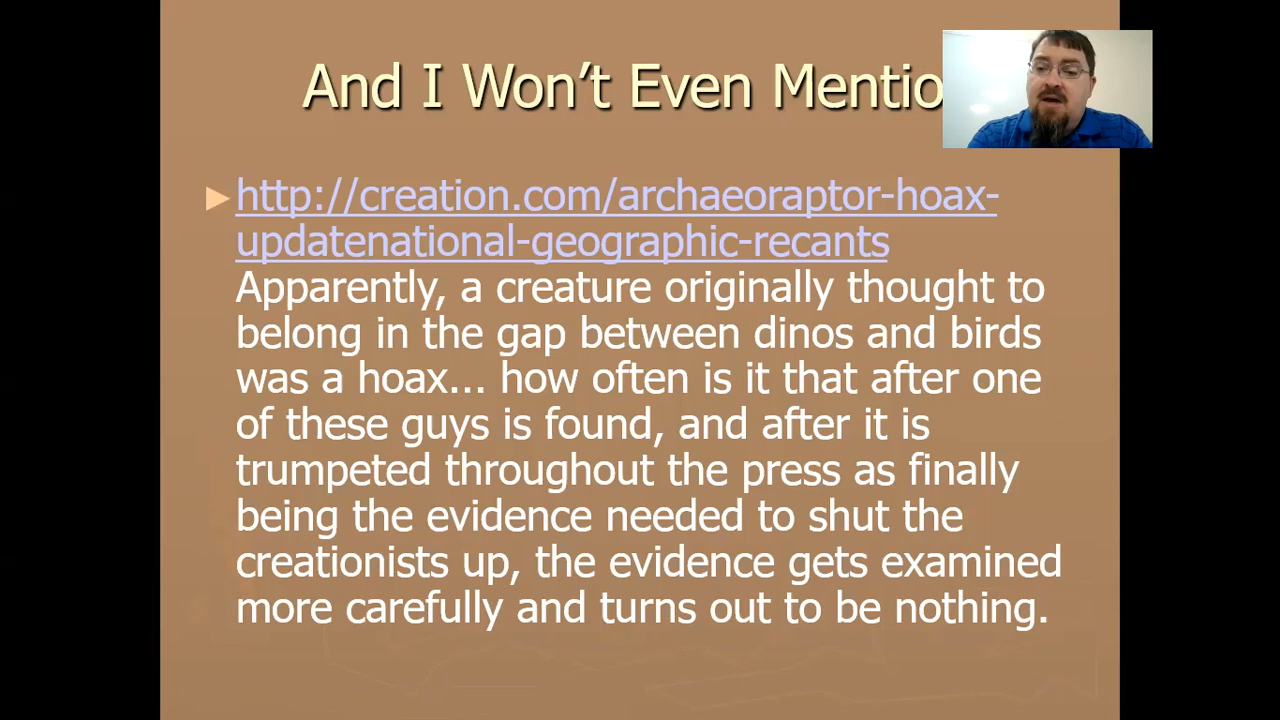 And I Won't Even Mentio
http://creation.com/archaeoraptor-hoax-
updatenational-geographic-recants
Apparently, a creature originally thought to
belong in the gap between dinos and birds
was a hoax... how often is it that after one
of these guys is found, and after it is
trumpeted throughout the press as finally
being the evidence needed to shut the
creationists up, the evidence gets examined
more carefully and turns out to be nothing.